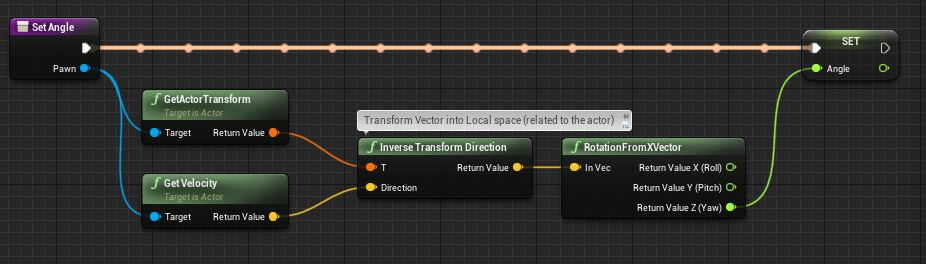 Set Angle
Pawn
SET
Angle
GetActorTransform
Target is Actor
Target
Return Value
Transform Vector into Local space (related to the actor)
Inverse Transform Direction
T
Return Value
Direction
RotationFromXVector
In Vec
Return Value X (Roll)
Return Value Y (Pitch)
Return Value Z (Yaw)
Get Velocity
Target is Actor
Target
Return Value